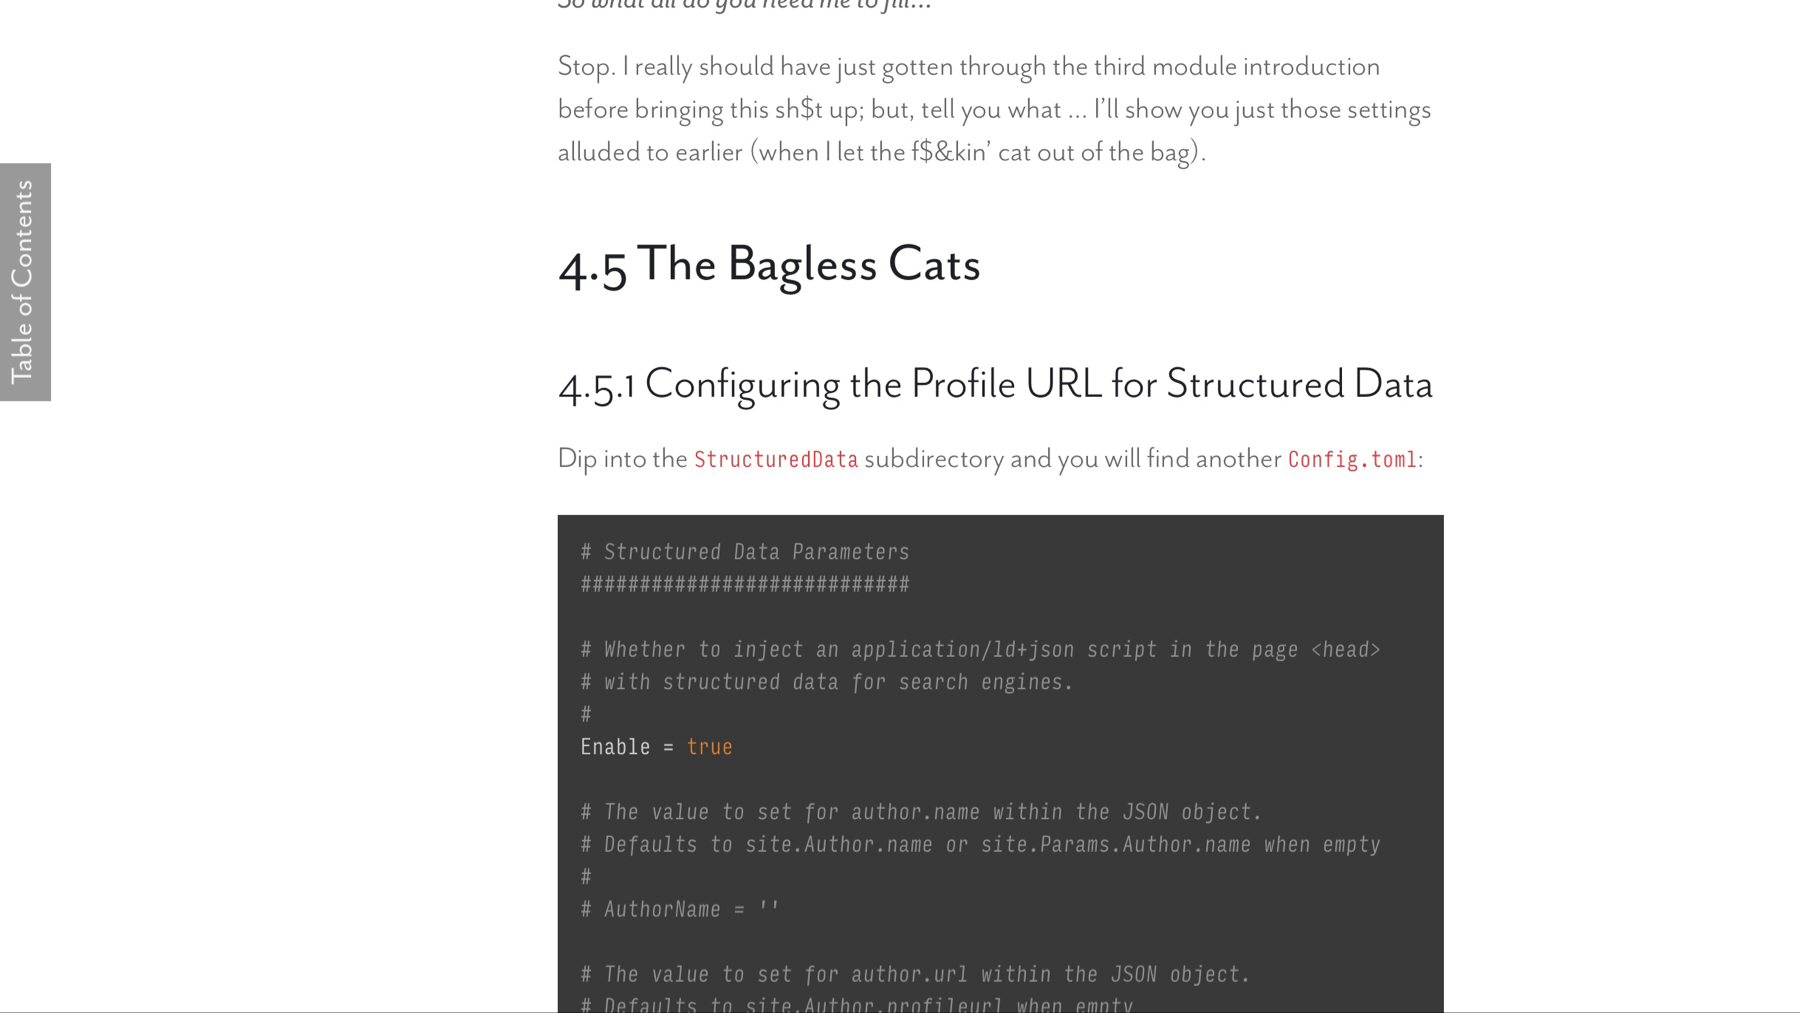 So what all do you need me to fill…
Stop. I really should have just gotten through the third module introduction
before bringing this sh$t up; but, tell you what … I’ll show you just those settings
alluded to earlier (when I let the f$&kin’ cat out of the bag).
Table of Contents
4.5 The Bagless Cats
4.5.1 Configuring the Profile URL for Structured Data
Dip into the StructuredData subdirectory and you will find another Config.toml:
# Structured Data Parameters
############################
# Whether to inject an application/ld+json script in the page <head>
# with structured data for search engines.
#
Enable = true
# The value to set for author.name within the JSON object.
# Defaults to site.Author.name or site.Params.Author.name when empty
#
# AuthorName = ''
# The value to set for author.url within the JSON object.
# Defaults to site.Author.profileurl when empty